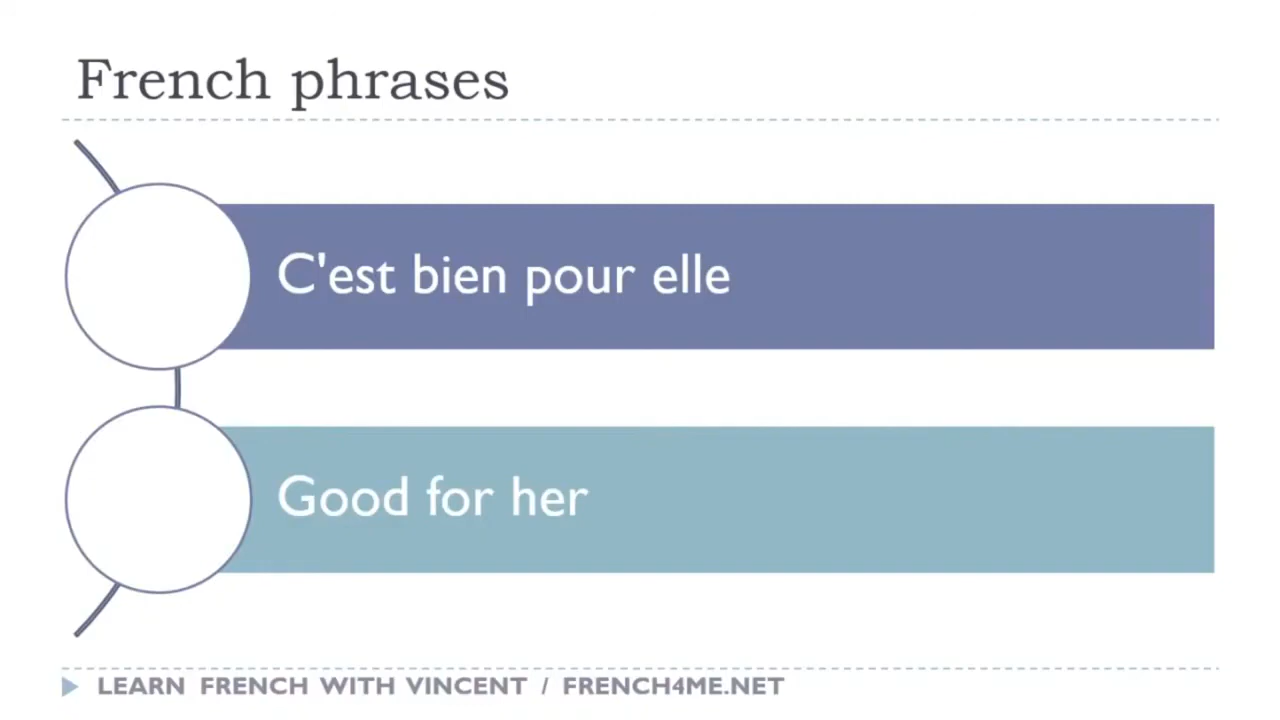 French phrases
C'est bien pour elle
Good for her
LEARN FRENCH WITH VINCENT / FRENCH4ME.NET